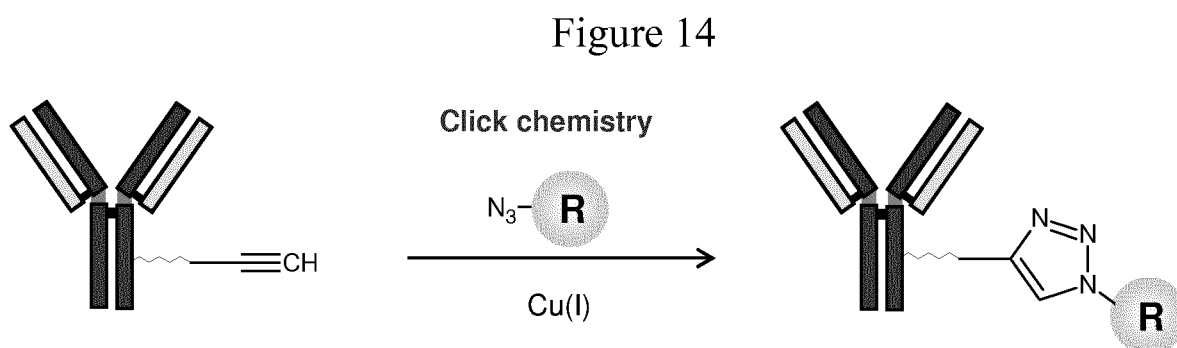 Figure 14
Click chemistry
N3-R
Cu(I)
CH
N
N
N
R